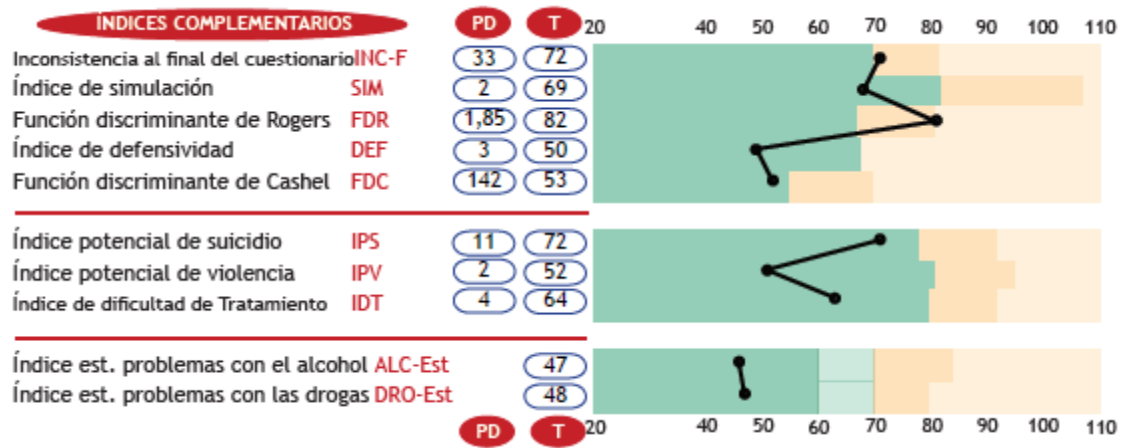 ÍNDICES COMPLEMENTARIOS PD T 20 40 50 60 70 80 90 100 110
Inconsistencia al final del cuestionario INC-F 33 72
Índice de simulación SIM 2 69
Función discriminante de Rogers FDR 1,85 82
Índice de defensividad DEF 3 50
Función discriminante de Cashel FDC 142 53
Índice potencial de suicidio IPS 11 72
Índice potencial de violencia IPV 2 52
Índice de dificultad de Tratamiento IDT 4 64
Índice est. problemas con el alcohol ALC-Est 47
Índice est. problemas con las drogas DRO-Est 48
PD T 20 40 50 60 70 80 90 100 110